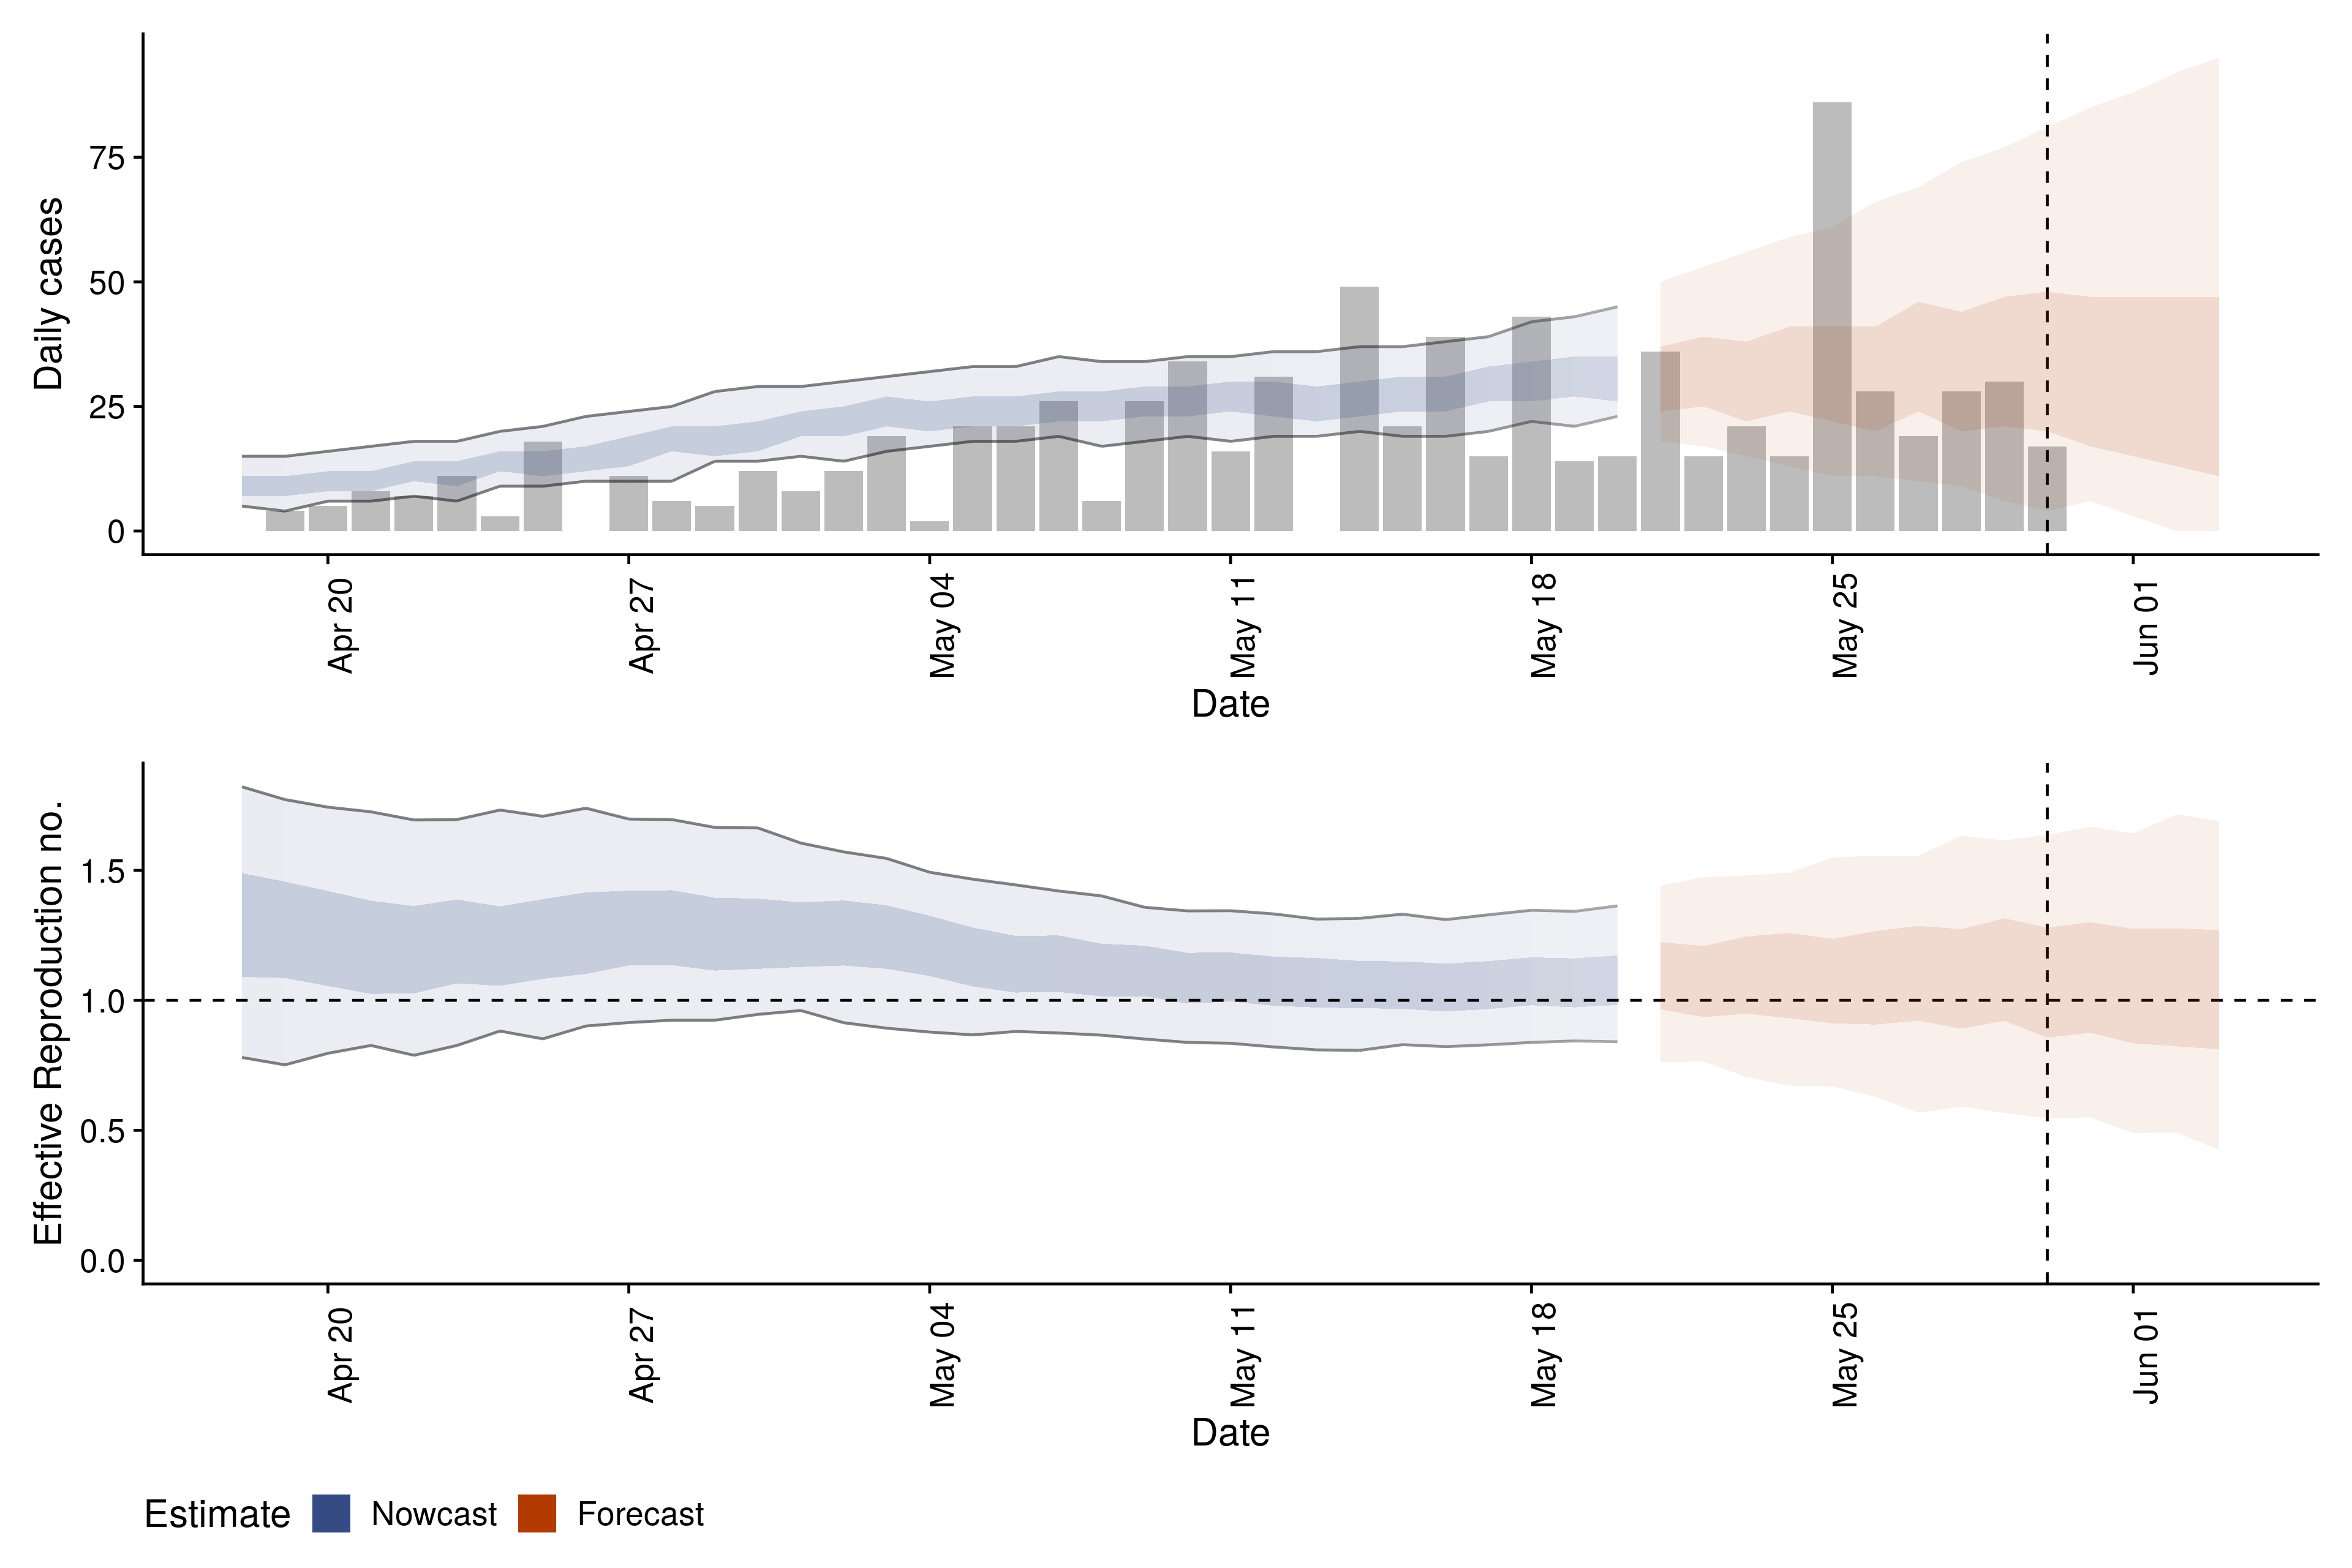 Daily cases
75
50
25
0
Apr 20
Apr 27
May 04
May 11
May 18
May 25
Jun 01
Date
Effective Reproduction no.
1.5
1.0
0.5
0.0
Apr 20
Apr 27
May 04
May 11
May 18
May 25
Jun 01
Date
Estimate Nowcast Forecast